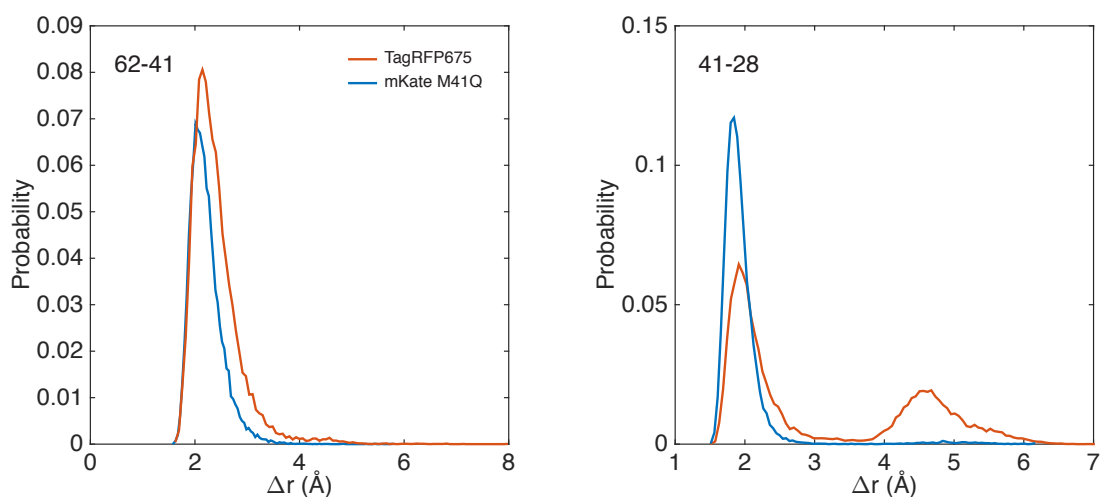 62-41
TagRFP675
mKate M41Q
0.09
0.08
0.07
0.06
0.05
0.04
0.03
0.02
0.01
0
Probability
0 2 4 6 8
Δr (Å)
41-28
0.15
0.1
0.05
0
Probability
1 2 3 4 5 6 7
Δr (Å)